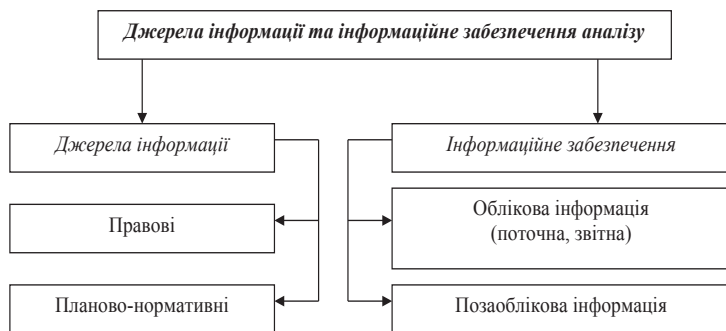 Джерела інформації та інформаційне забезпечення аналізу
Джерела інформації
Інформаційне забезпечення
Правові
Облікова інформація
(поточна, звітна)
Планово-нормативні
Позаоблікова інформація